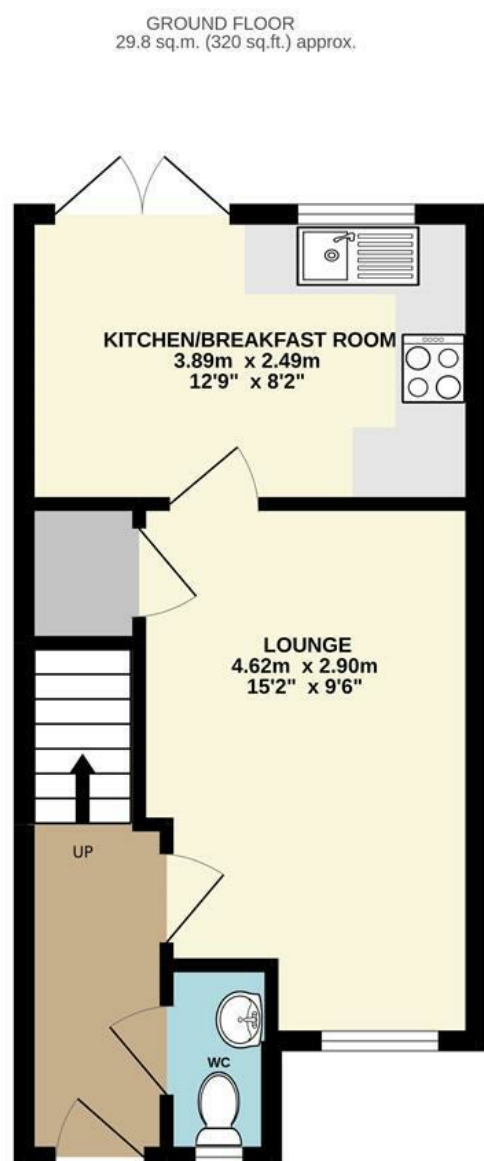 GROUND FLOOR
29.8 sq.m. (320 sq.ft.) approx.
KITCHEN/BREAKFAST ROOM
3.89m x 2.49m
12'9" x 8'2"
LOUNGE
4.62m x 2.90m
15'2" x 9'6"
UP
WC